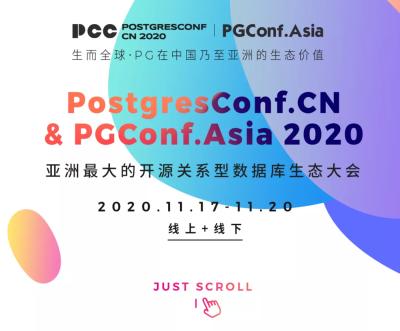 PCC POSTGRESCONF CN 2020 | PGConf.Asia
生而全球·PG在中国乃至亚洲的生态价值
PostgresConf.CN
& PGConf.Asia 2020
亚洲最大的开源关系型数据库生态大会
2020.11.17-11.20
线上+线下
JUST SCROLL